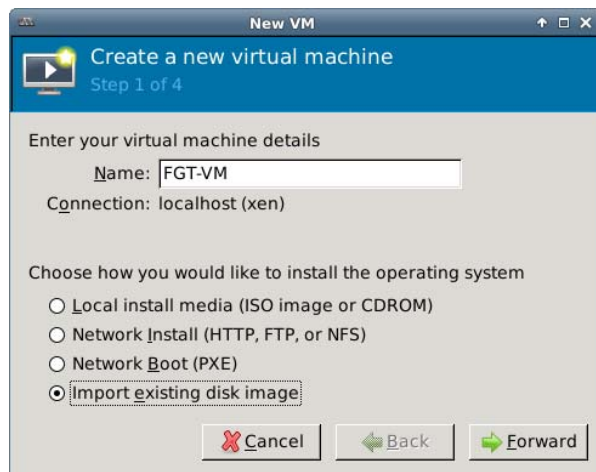 New VM
Create a new virtual machine
Step 1 of 4
Enter your virtual machine details
Name: FGT-VM
Connection: localhost (xen)
Choose how you would like to install the operating system
Local install media (ISO image or CDROM)
Network Install (HTTP, FTP, or NFS)
Network Boot (PXE)
Import existing disk image
Cancel Back Forward